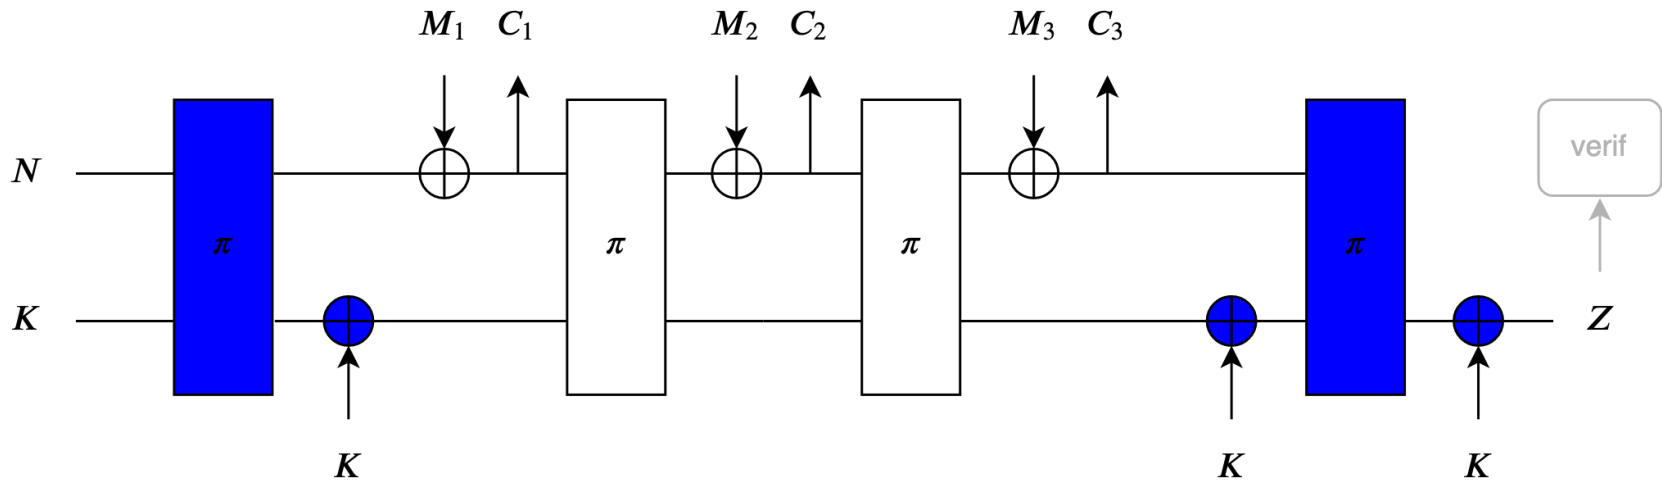 M₁ C₁ M₂ C₂ M₃ C₃
verif
N
π π π π
K Z
K K K